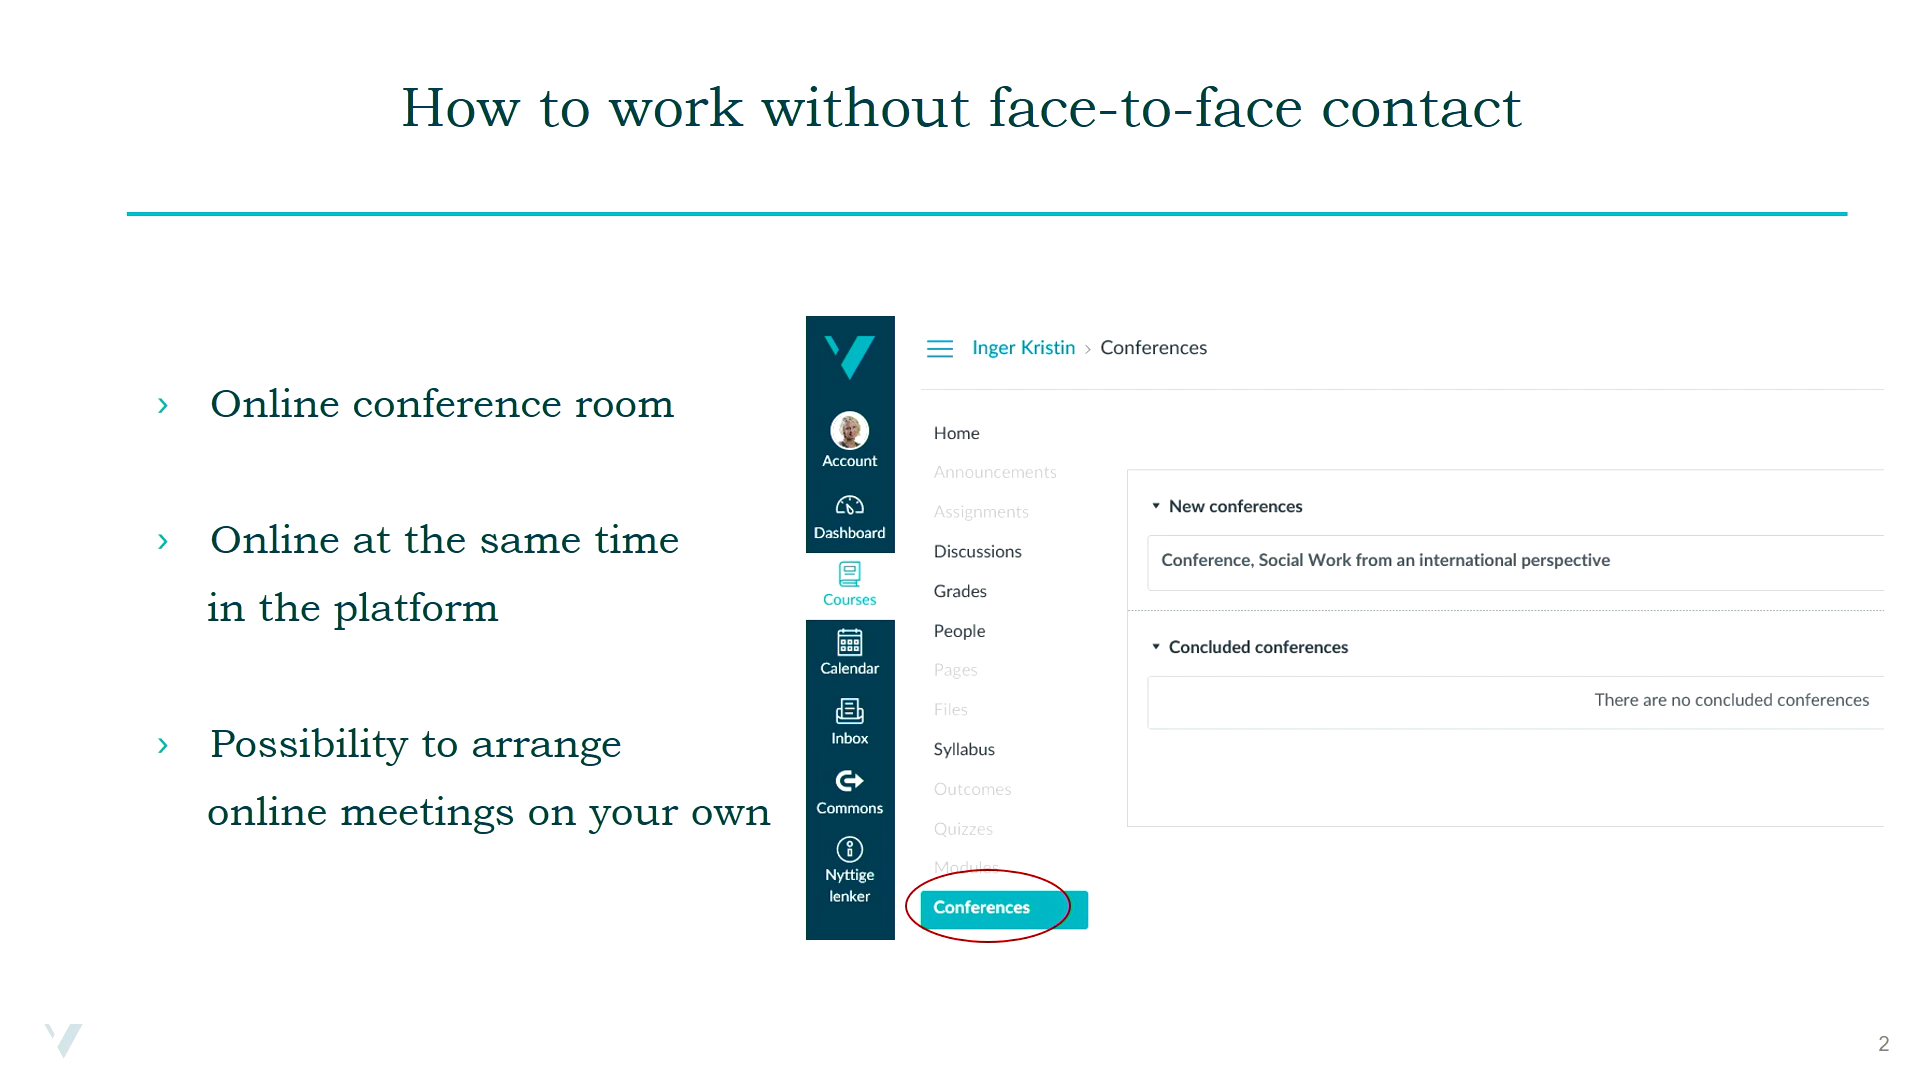 How to work without face-to-face contact
› Online conference room
› Online at the same time
in the platform
› Possibility to arrange
online meetings on your own
Account
Dashboard
Courses
Calendar
Inbox
Commons
Nyttige
lenker
Inger Kristin › Conferences
Home
Announcements
Assignments
Discussions
Grades
People
Pages
Files
Syllabus
Outcomes
Quizzes
Modules
Conferences
New conferences
Conference, Social Work from an international perspective
Concluded conferences
There are no concluded conferences
2